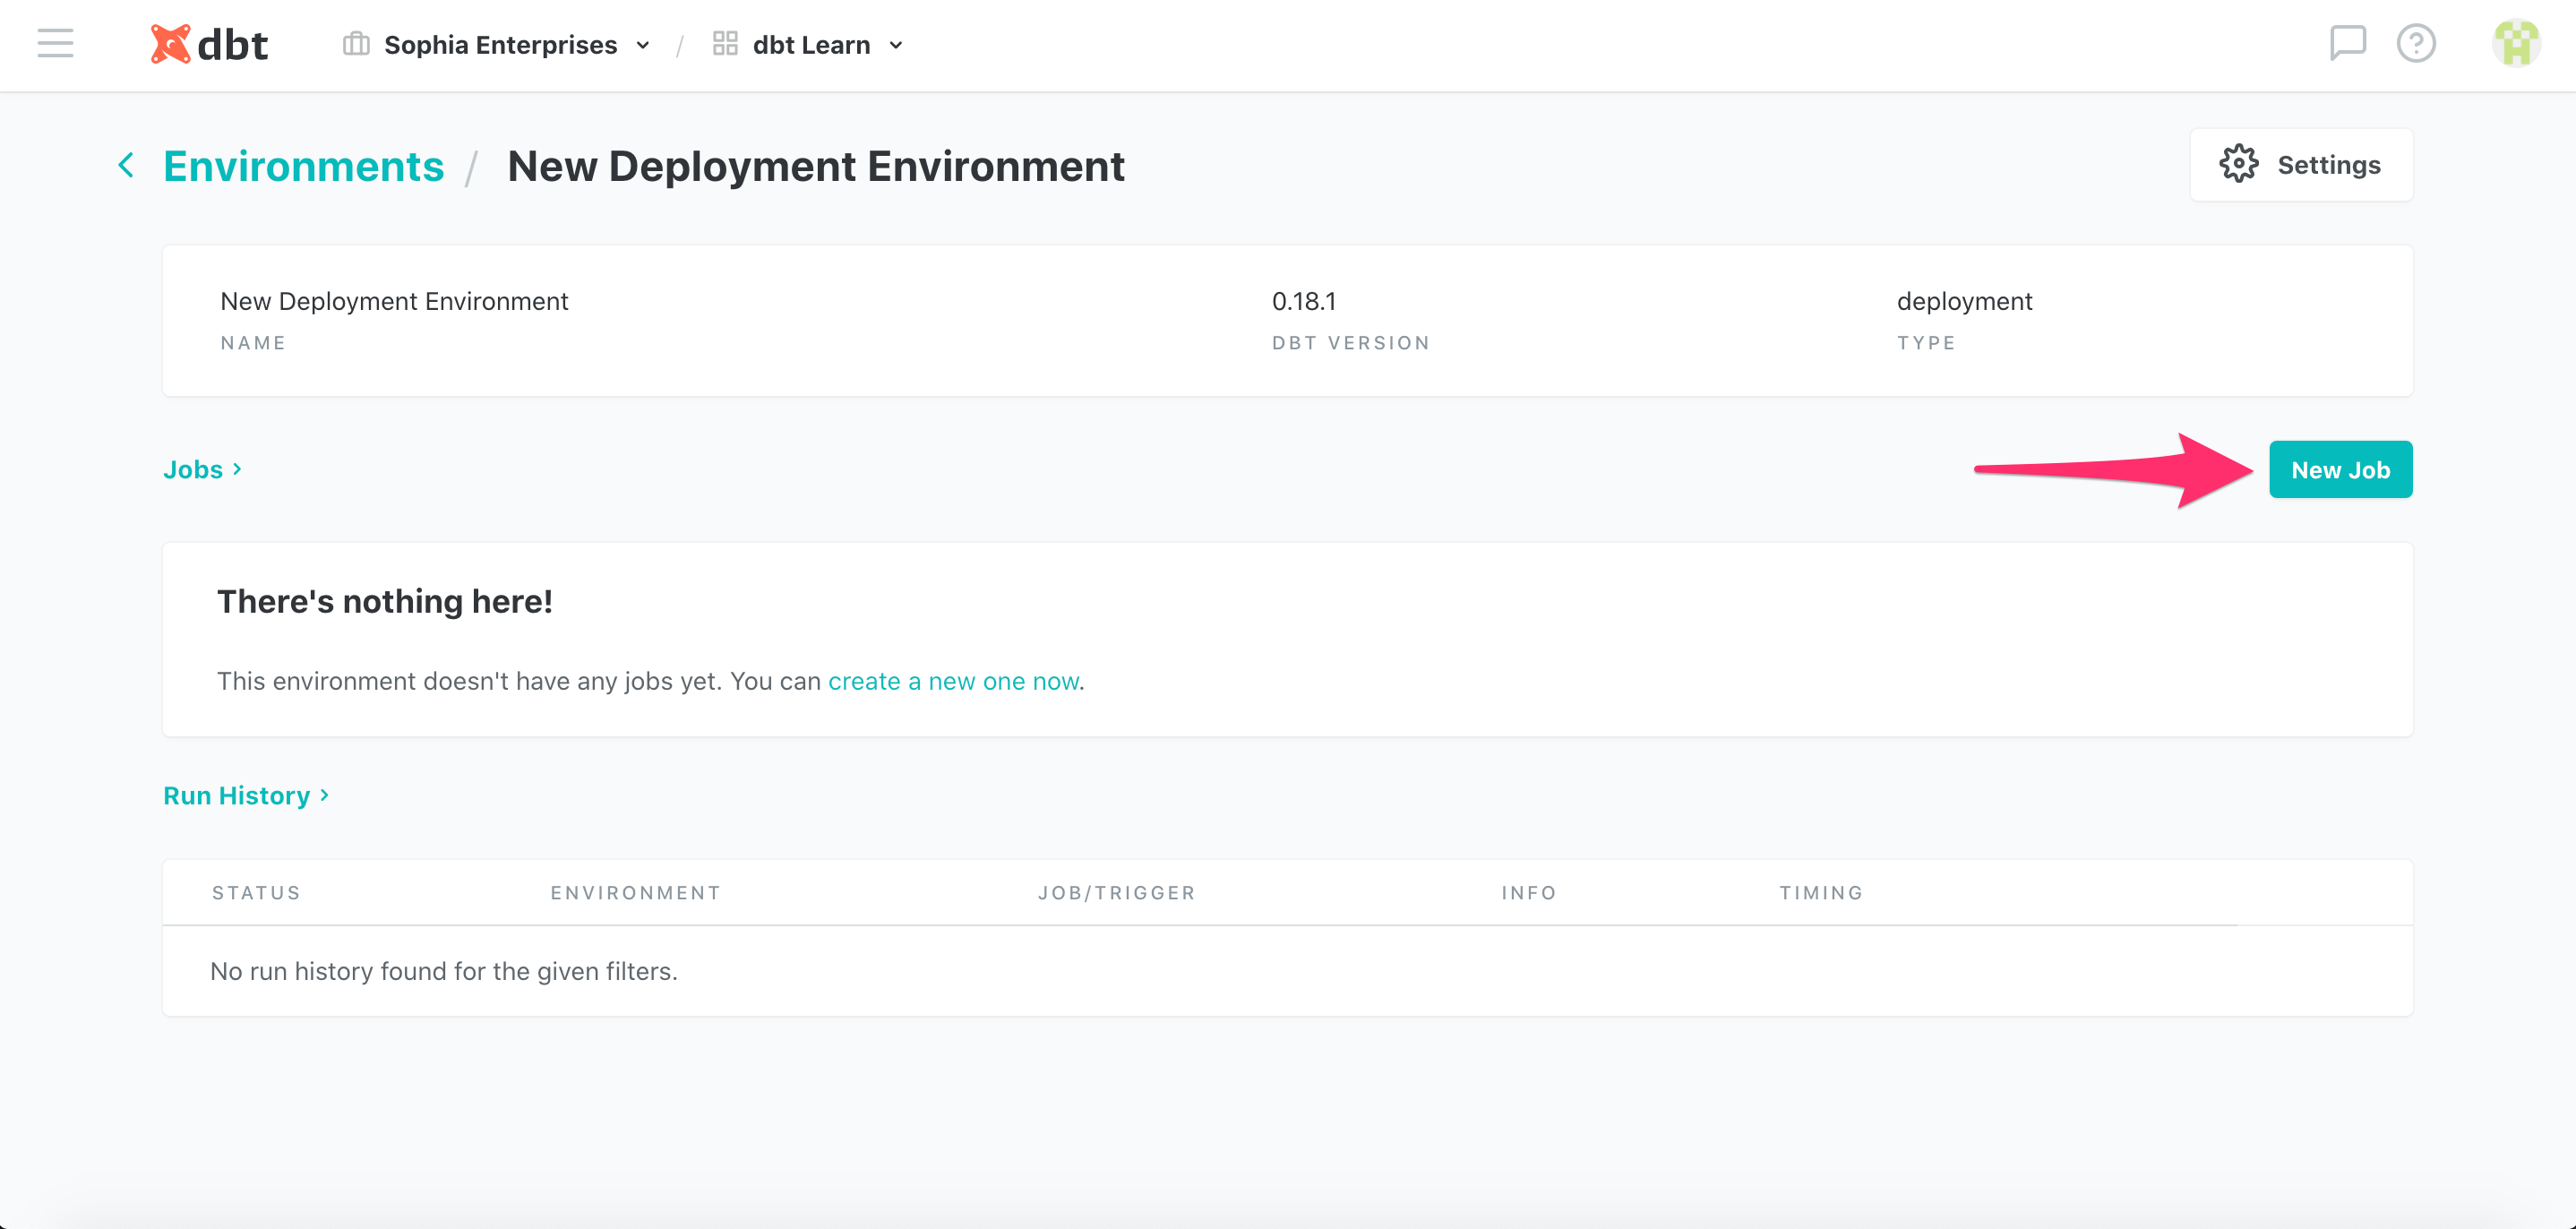 dbt Sophia Enterprises / dbt Learn
Environments / New Deployment Environment
Settings
New Deployment Environment 0.18.1 deployment
NAME DBT VERSION TYPE
Jobs New Job
There's nothing here!
This environment doesn't have any jobs yet. You can create a new one now.
Run History
STATUS ENVIRONMENT JOB/TRIGGER INFO TIMING
No run history found for the given filters.